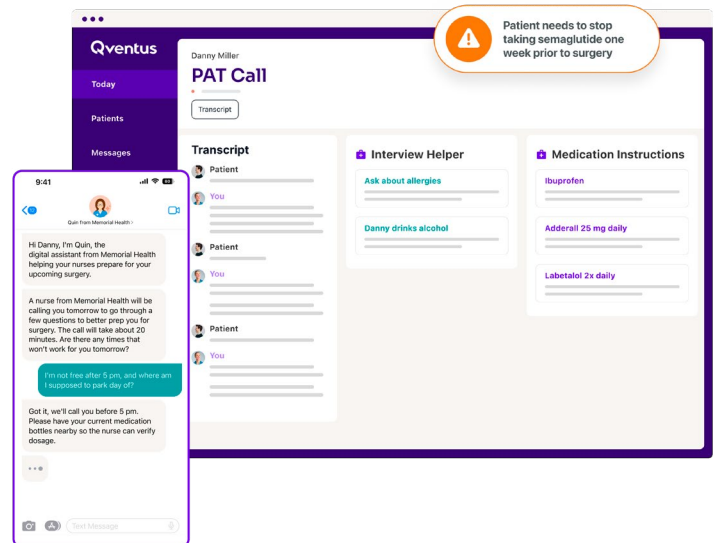 Qventus
Today
Patients
Messages
Danny Miller
PAT Call
Transcript
Patient needs to stop
taking semaglutide one
week prior to surgery
Transcript
Patient
You
Patient
You
Patient
You
Interview Helper
Ask about allergies
Danny drinks alcohol
Medication Instructions
Ibuprofen
Adderall 25 mg daily
Labetalol 2x daily
9:41
Quin from Memorial Health ›
Hi Danny, I'm Quin, the
digital assistant from Memorial Health
helping your nurses prepare for your
upcoming surgery.
A nurse from Memorial Health will be
calling you tomorrow to go through a
few questions to better prep you for
surgery. The call will take about 20
minutes. Are there any times that
won't work for you tomorrow?
I'm not free after 5 pm, and where am
I supposed to park day of?
Got it, we'll call you before 5 pm.
Please have your current medication
bottles nearby so the nurse can verify
dosage.
Text Message